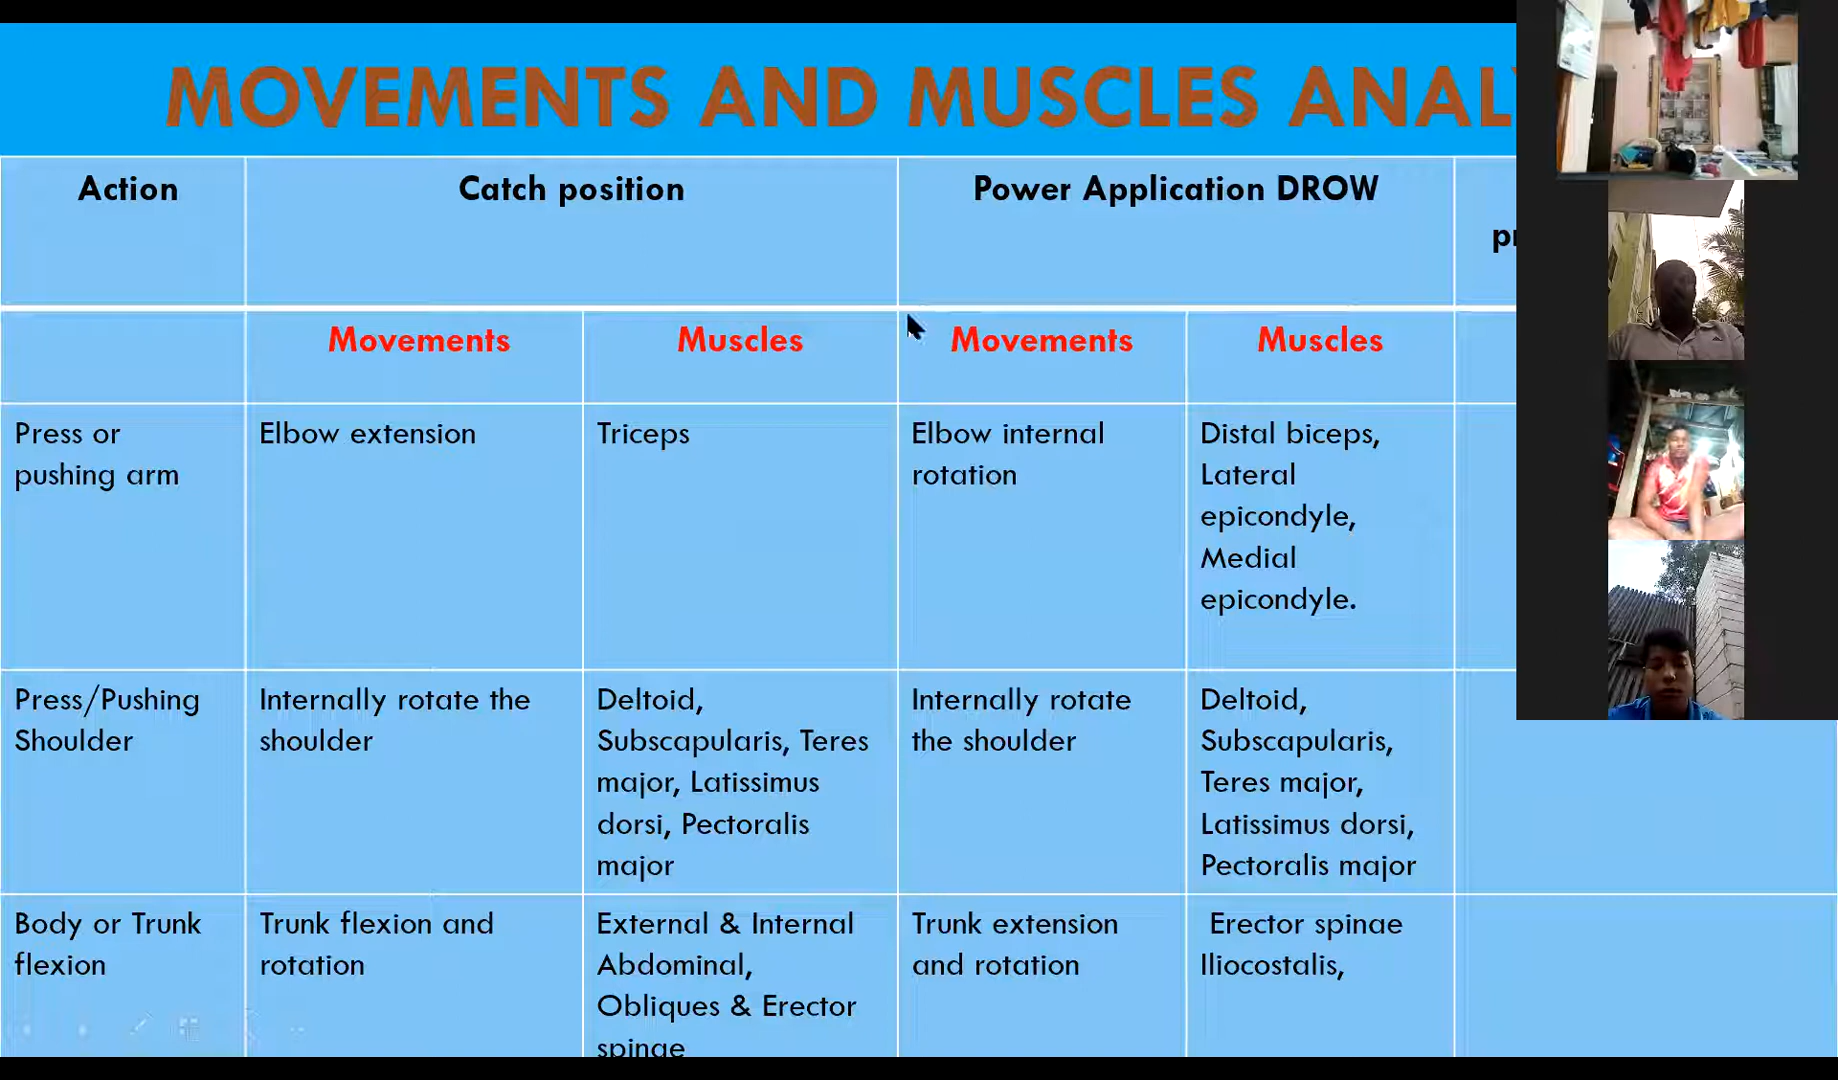 MOVEMENTS AND MUSCLES ANAL
Action
Catch position
Power Application DROW
Movements
Muscles
Movements
Muscles
Press or
pushing arm
Elbow extension
Triceps
Elbow internal
rotation
Distal biceps,
Lateral
epicondyle,
Medial
epicondyle.
Press/Pushing
Shoulder
Internally rotate the
shoulder
Deltoid,
Subscapularis, Teres
major, Latissimus
dorsi, Pectoralis
major
Internally rotate
the shoulder
Deltoid,
Subscapularis,
Teres major,
Latissimus dorsi,
Pectoralis major
Body or Trunk
flexion
Trunk flexion and
rotation
External & Internal
Abdominal,
Obliques & Erector
spinae
Trunk extension
and rotation
Erector spinae
Iliocostalis,